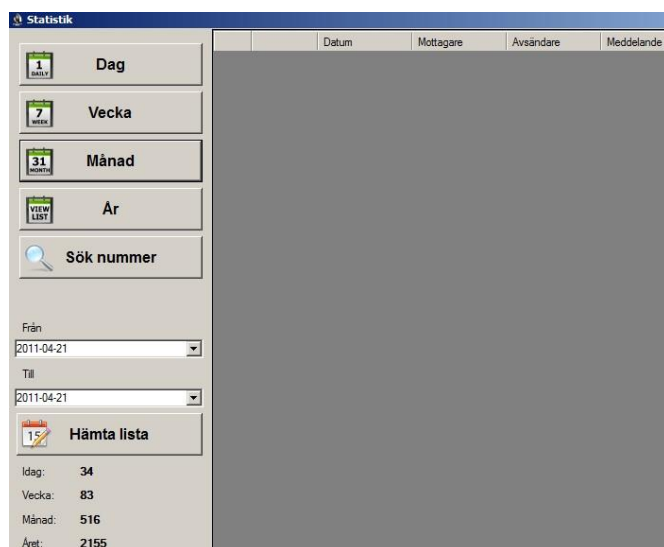 Statistik
Datum Mottagare Avsändare Meddelande
1 DAILY Dag
7 WEEK Vecka
31 MONTH Månad
VIEW LIST År
Sök nummer
Från
2011-04-21
Till
2011-04-21
15 Hämta lista
Idag: 34
Vecka: 83
Månad: 516
Året: 2155